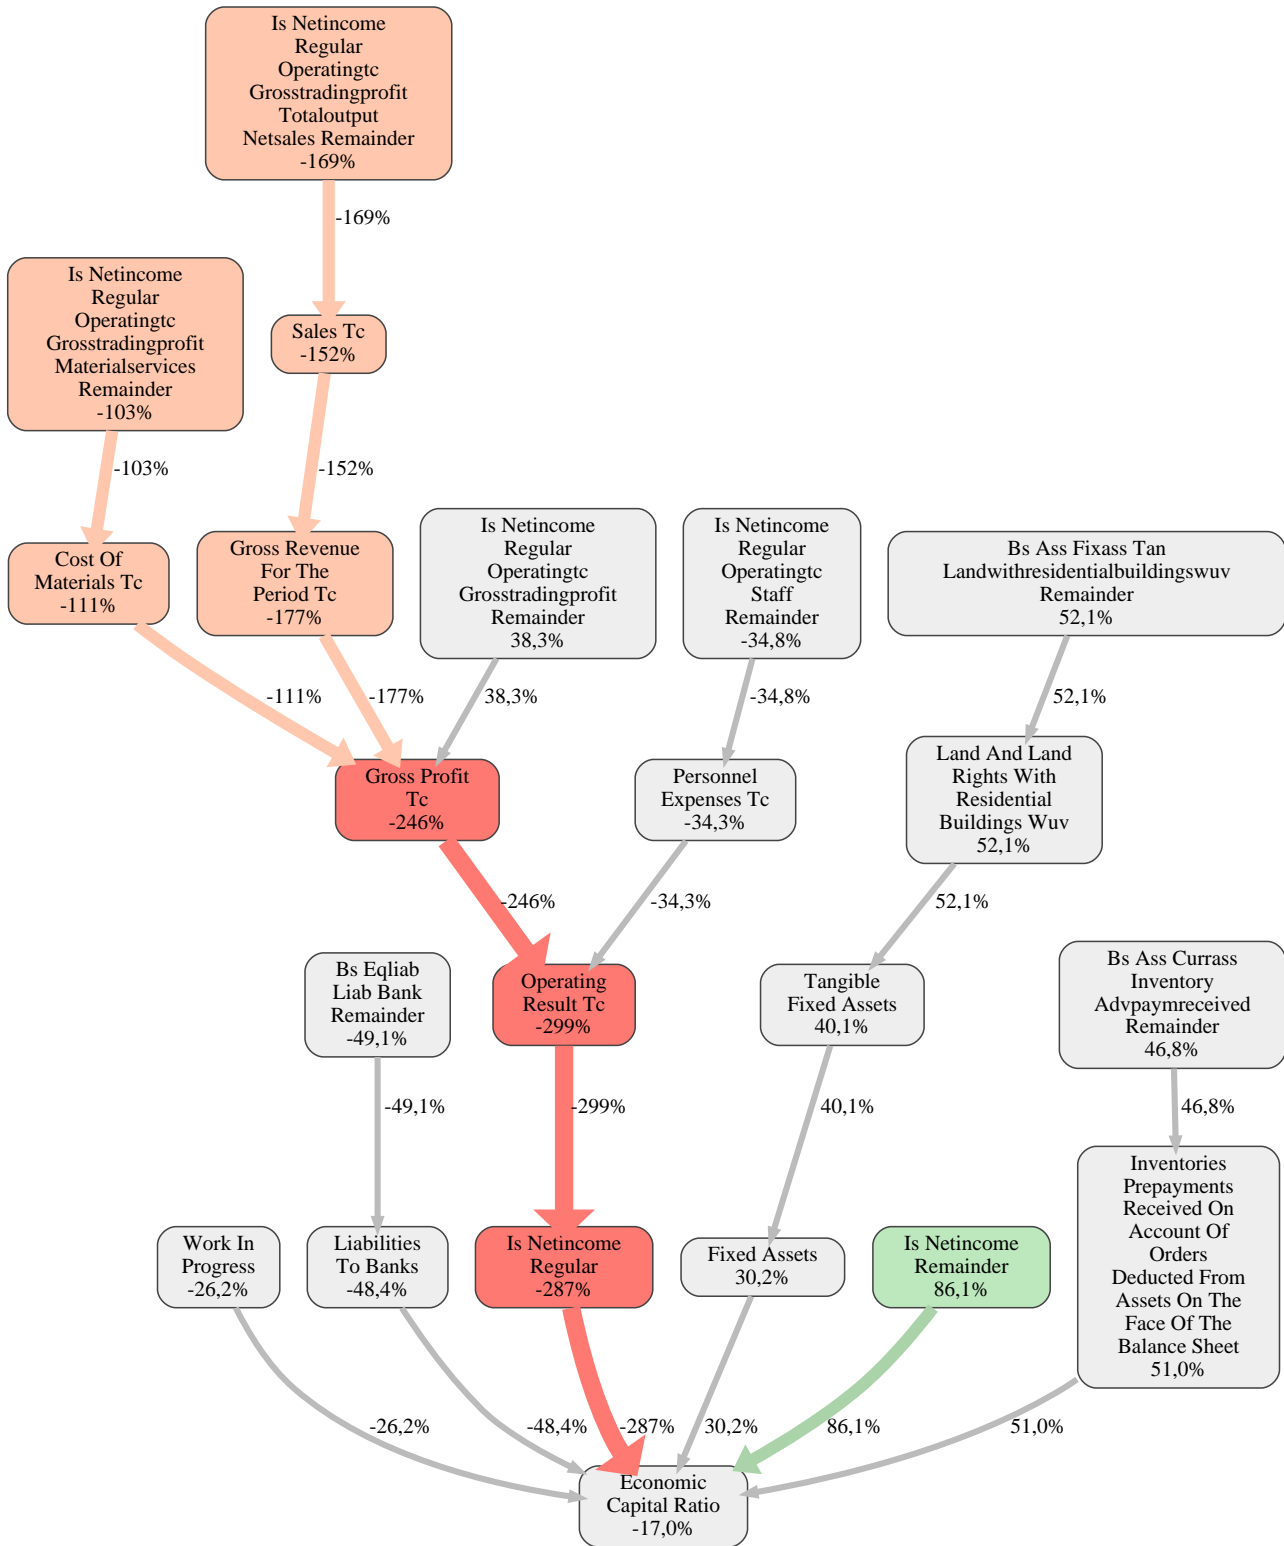 Is Netincome
Regular
Operatingtc
Grosstradingprofit
Totaloutput
Netsales Remainder
-169%
-169%
Is Netincome
Regular
Operatingtc
Grosstradingprofit
Materialservices
Remainder
-103%
Sales Tc
-152%
-103%
-152%
Cost Of
Materials Tc
-111%
Gross Revenue
For The
Period Tc
-177%
Is Netincome
Regular
Operatingtc
Grosstradingprofit
Remainder
38,3%
Is Netincome
Regular
Operatingtc
Staff
Remainder
-34,8%
Bs Ass Fixass Tan
Landwithresidentialbuildingswuv
Remainder
52,1%
-111%
-177%
38,3%
-34,8%
52,1%
Gross Profit
Tc
-246%
Personnel
Expenses Tc
-34,3%
Land And Land
Rights With
Residential
Buildings Wuv
52,1%
-246%
-34,3%
52,1%
Bs Eqliab
Liab Bank
Remainder
-49,1%
Operating
Result Tc
-299%
Tangible
Fixed Assets
40,1%
Bs Ass Currass
Inventory
Advpaymreceived
Remainder
46,8%
-49,1%
-299%
40,1%
46,8%
Work In
Progress
-26,2%
Liabilities
To Banks
-48,4%
Is Netincome
Regular
-287%
Fixed Assets
30,2%
Is Netincome
Remainder
86,1%
Inventories
Prepayments
Received On
Account Of
Orders
Deducted From
Assets On The
Face Of The
Balance Sheet
51,0%
-26,2%
-48,4%
-287%
30,2%
86,1%
51,0%
Economic
Capital Ratio
-17,0%